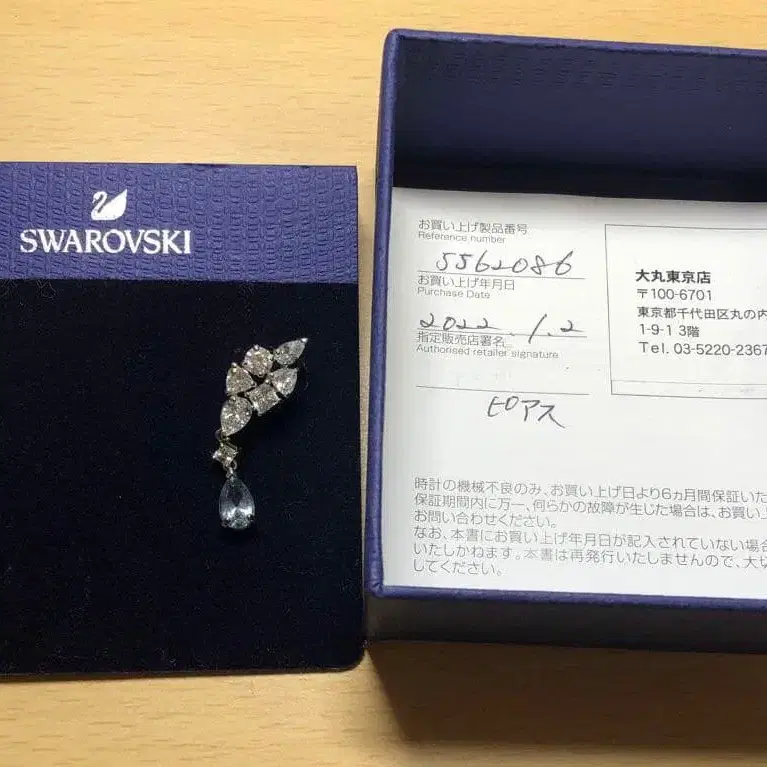 SWAROVSKI
お買い上げ製品番号
Reference number
5562086
お買い上げ年月日
Purchase Date
2022.1.2
指定販売店署名
Authorised retailer signature
ピアス
大丸東京店
〒100-6701
東京都千代田区丸の内
1-9-1 3階
Tel. 03-5220-2367
時計の機械不良のみ、お買い上げ日より6ヵ月間保証いた
保証期間内に万一、何らかの故障が生じた場合は、お買い上
お問い合わせください。
なお、本書にお買い上げ年月日が記入されていない場合
いたしかねます。本書は再発行いたしませんので、大切
してください。